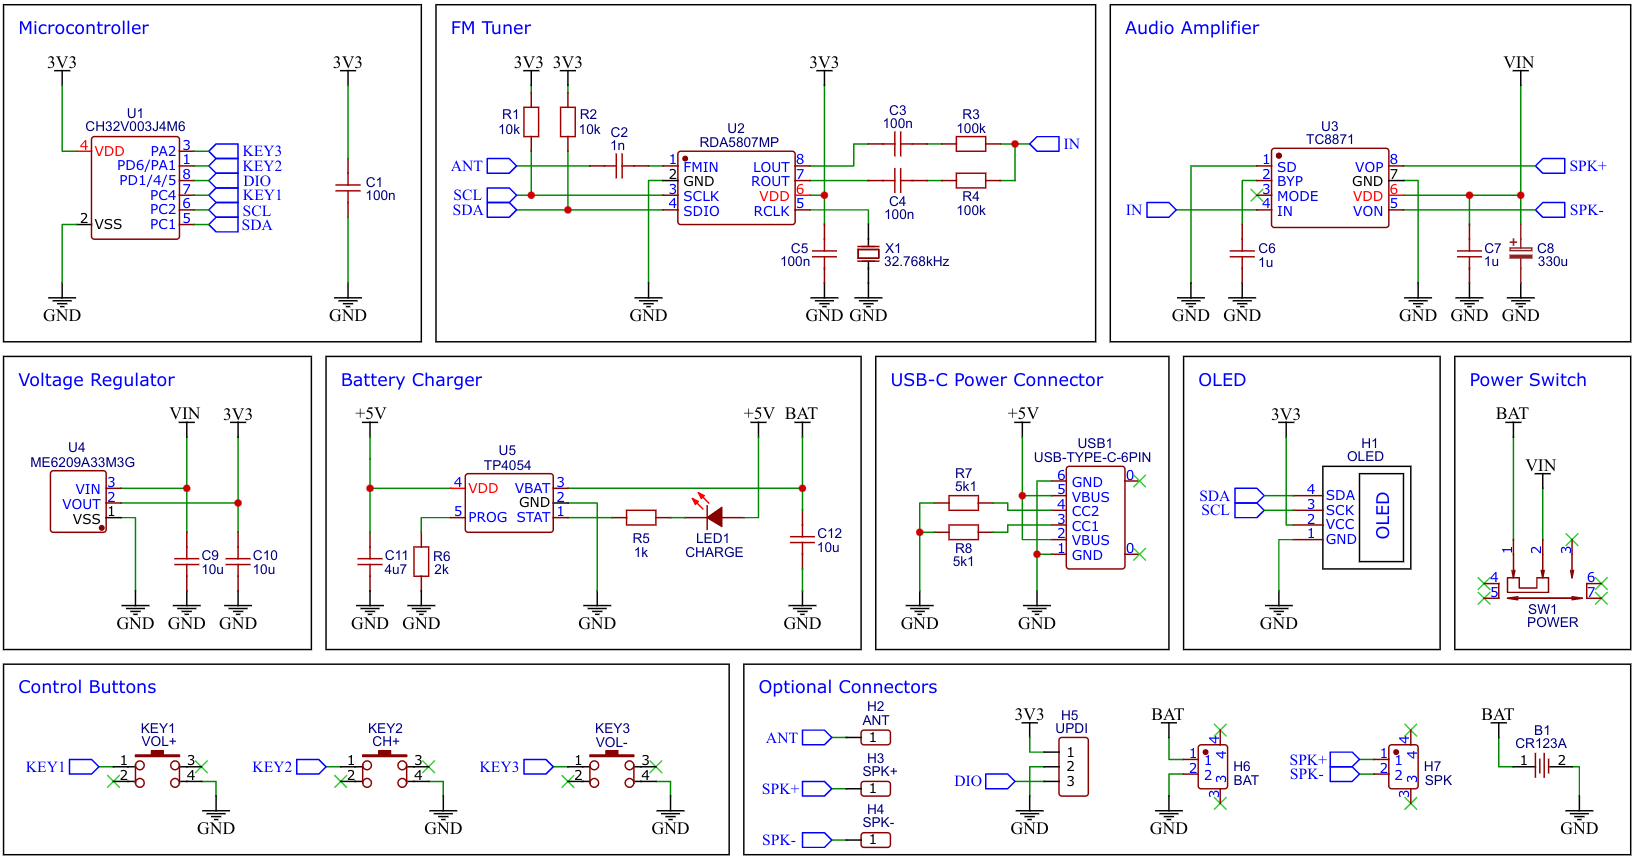 Microcontroller
3V3
3V3
U1
CH32V003J4M6
4 VDD
PA2 3 KEY3
PD6/PA1 1 KEY2
PD1/4/5 8 DIO
PC4 7 KEY1
PC2 6 SCL
2 VSS
PC1 5 SDA
C1
100n
GND
GND
FM Tuner
3V3
3V3
3V3
R1
10k
R2
10k
C2
1n
U2
RDA5807MP
C3
100n
R3
100k
IN
ANT
1 FMIN
LOUT 8
2 GND
ROUT 7
SCL
3 SCLK
VDD 6
SDA
4 SDIO
RCLK 5
C4
100n
R4
100k
C5
100n
X1
32.768kHz
GND
GND
GND
Audio Amplifier
VIN
U3
TC8871
1 SD
VOP 8
SPK+
2 BYP
GND 7
3 MODE
VDD 6
IN
4 IN
VON 5
SPK-
C6
1u
C7
1u
+
C8
330u
GND
GND
GND
GND
GND
Voltage Regulator
VIN
3V3
U4
ME6209A33M3G
VIN 3
VOUT 2
VSS 1
C9
10u
C10
10u
GND
GND
GND
Battery Charger
+5V
+5V
BAT
U5
TP4054
4 VDD
VBAT 3
GND 2
5 PROG
STAT 1
R5
1k
LED1
CHARGE
C12
10u
C11
4u7
R6
2k
GND
GND
GND
GND
USB-C Power Connector
+5V
USB1
USB-TYPE-C-6PIN
R7
5k1
6 GND 0
5 VBUS
4 CC2
3 CC1
2 VBUS
1 GND 0
R8
5k1
GND
GND
OLED
3V3
H1
OLED
SDA
4 SDA
SCL
3 SCK
2 VCC
1 GND
OLED
GND
Power Switch
BAT
VIN
1
2
3
4
5
6
7
SW1
POWER
Control Buttons
KEY1
VOL+
KEY1
1
2
3
4
GND
KEY2
CH+
KEY2
1
2
3
4
GND
KEY3
VOL-
KEY3
1
2
3
4
GND
Optional Connectors
H2
ANT
ANT
1
H3
SPK+
SPK+
1
H4
SPK-
SPK-
1
3V3
H5
UPDI
1
2
DIO
3
GND
BAT
4
4
1 1
2 2
3
3
H6
BAT
GND
SPK+
SPK-
4
4
1 1
2 2
3
3
H7
SPK
BAT
B1
CR123A
1
2
GND